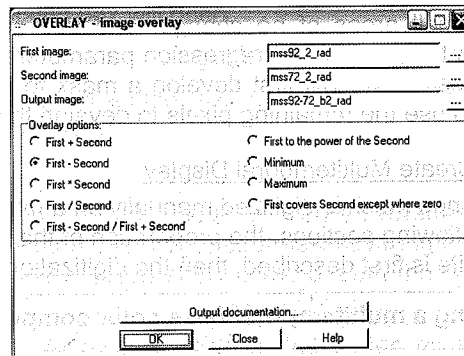 OVERLAY - Image overlay
First image:
mss92_2_rad
...
Second image:
mss72_2_rad
...
Output image:
mss92-72_b2_rad
...
Overlay options:
First + Second
First to the power of the Second
First - Second
Minimum
First * Second
Maximum
First / Second
First covers Second except where zero
First - Second / First + Second
Output documentation...
OK
Close
Help